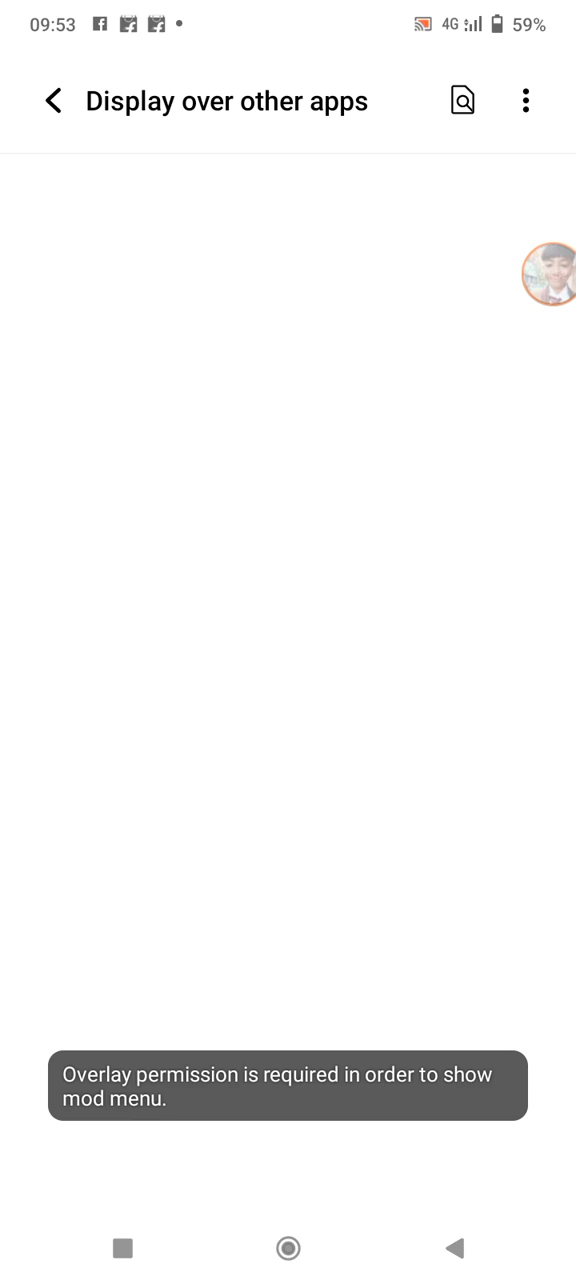 09:53 4G 59%
Display over other apps
Overlay permission is required in order to show
mod menu.